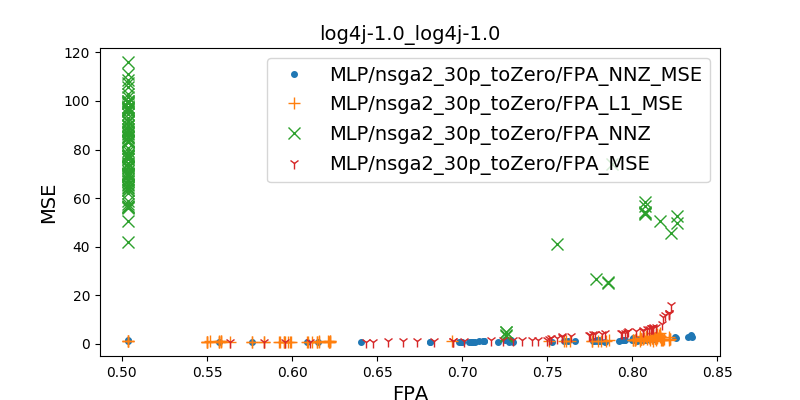 log4j-1.0_log4j-1.0
120
100
80
60
40
20
0
MSE
MLP/nsga2_30p_toZero/FPA_NNZ_MSE
MLP/nsga2_30p_toZero/FPA_L1_MSE
MLP/nsga2_30p_toZero/FPA_NNZ
MLP/nsga2_30p_toZero/FPA_MSE
0.50 0.55 0.60 0.65 0.70 0.75 0.80 0.85
FPA